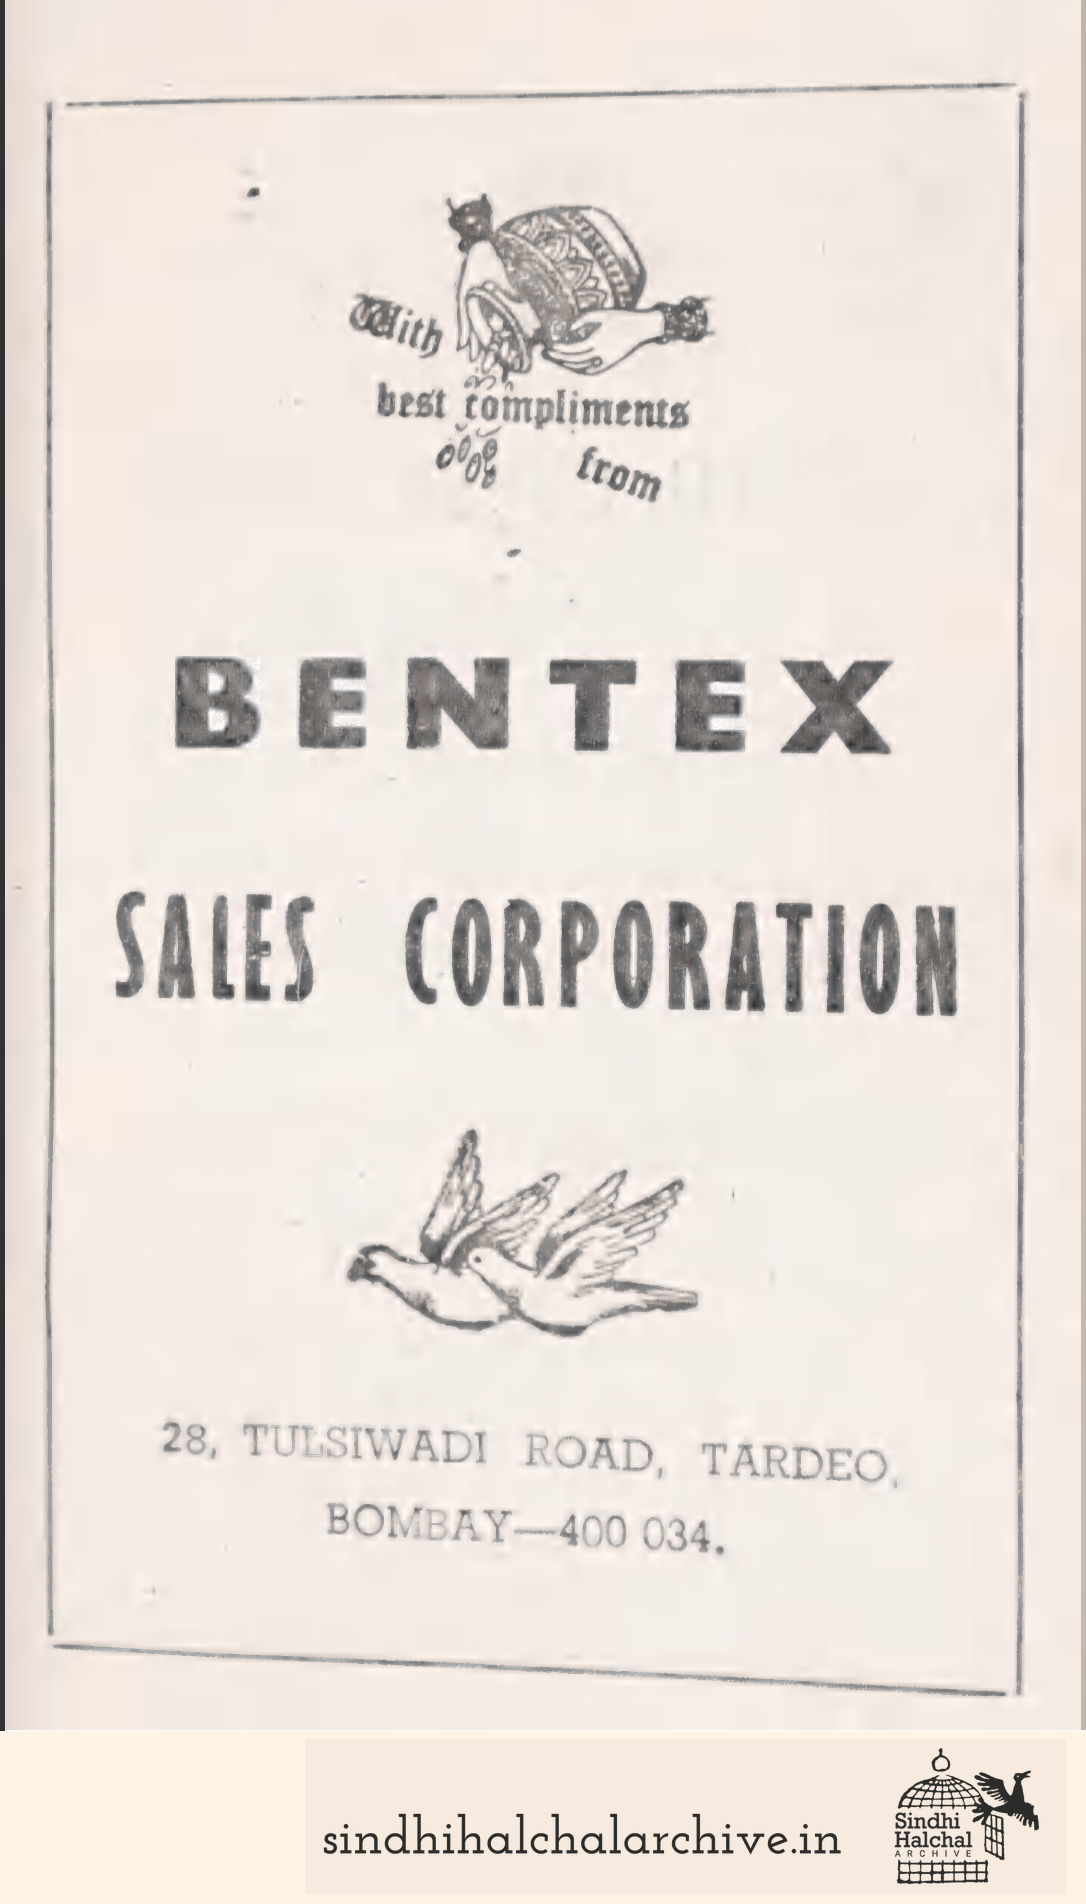 With
best compliments
from
BENTEX
SALES CORPORATION
28, TULSIWADI ROAD, TARDEO,
BOMBAY—400 034.
sindhihalchalarchive.in
Sindhi
Halchal
ARCHIVE